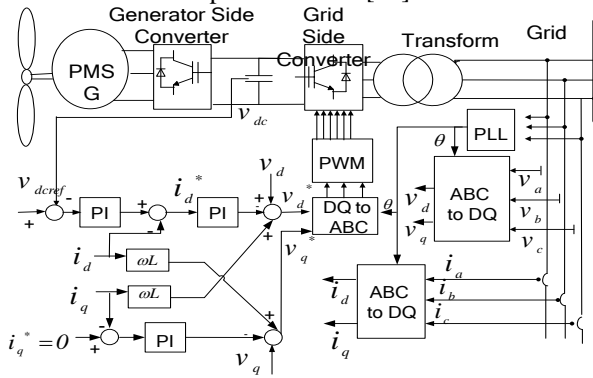 Generator Side
Converter
Grid
Side
Converter
Transform
Grid
PMS
G
v dc
PLL
θ
PWM
v dcref
-
+
PI
i d *
+
-
PI
v d
+
+
+
v d *
DQ to
ABC
θ
v q *
ABC
to DQ
v d
v q
v a
v b
v c
i d
ωL
i q
ωL
i q * = 0
-
+
PI
-
+
+
v q
i d
i q
ABC
to DQ
i a
i b
i c